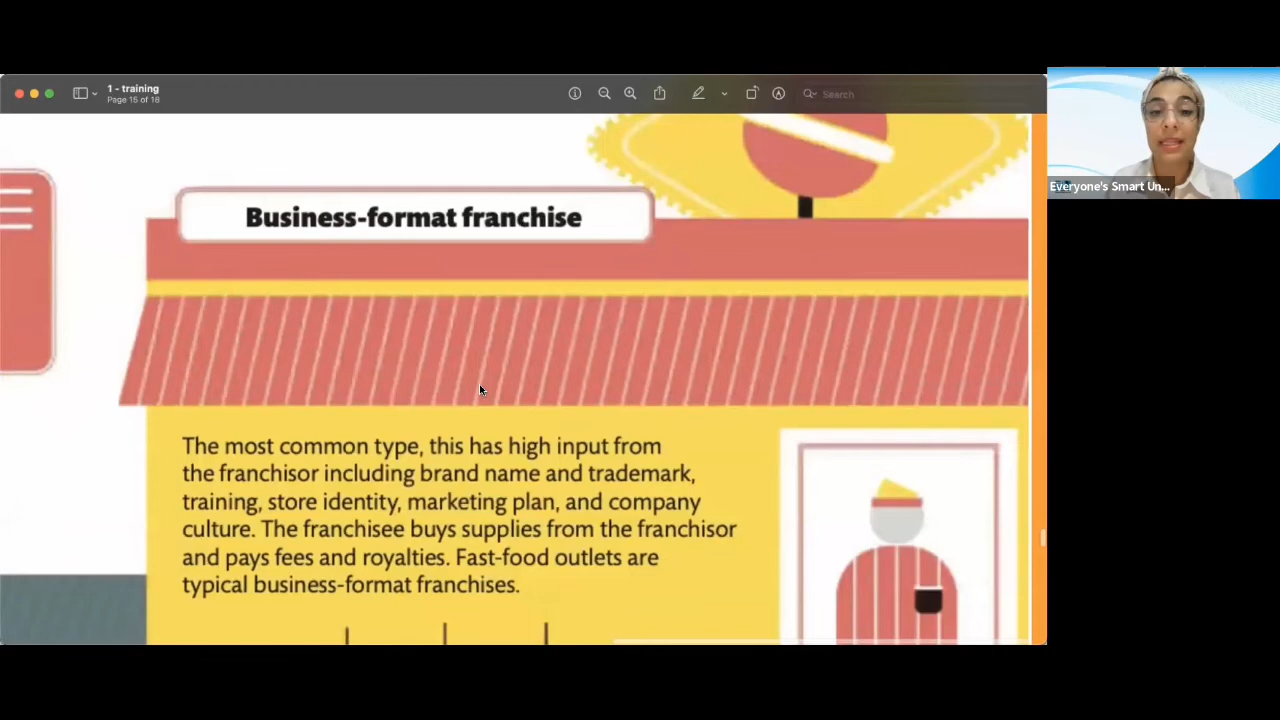 1 - training
Page 15 of 18
Search
Everyone's Smart Un...
Business-format franchise
The most common type, this has high input from
the franchisor including brand name and trademark,
training, store identity, marketing plan, and company
culture. The franchisee buys supplies from the franchisor
and pays fees and royalties. Fast-food outlets are
typical business-format franchises.